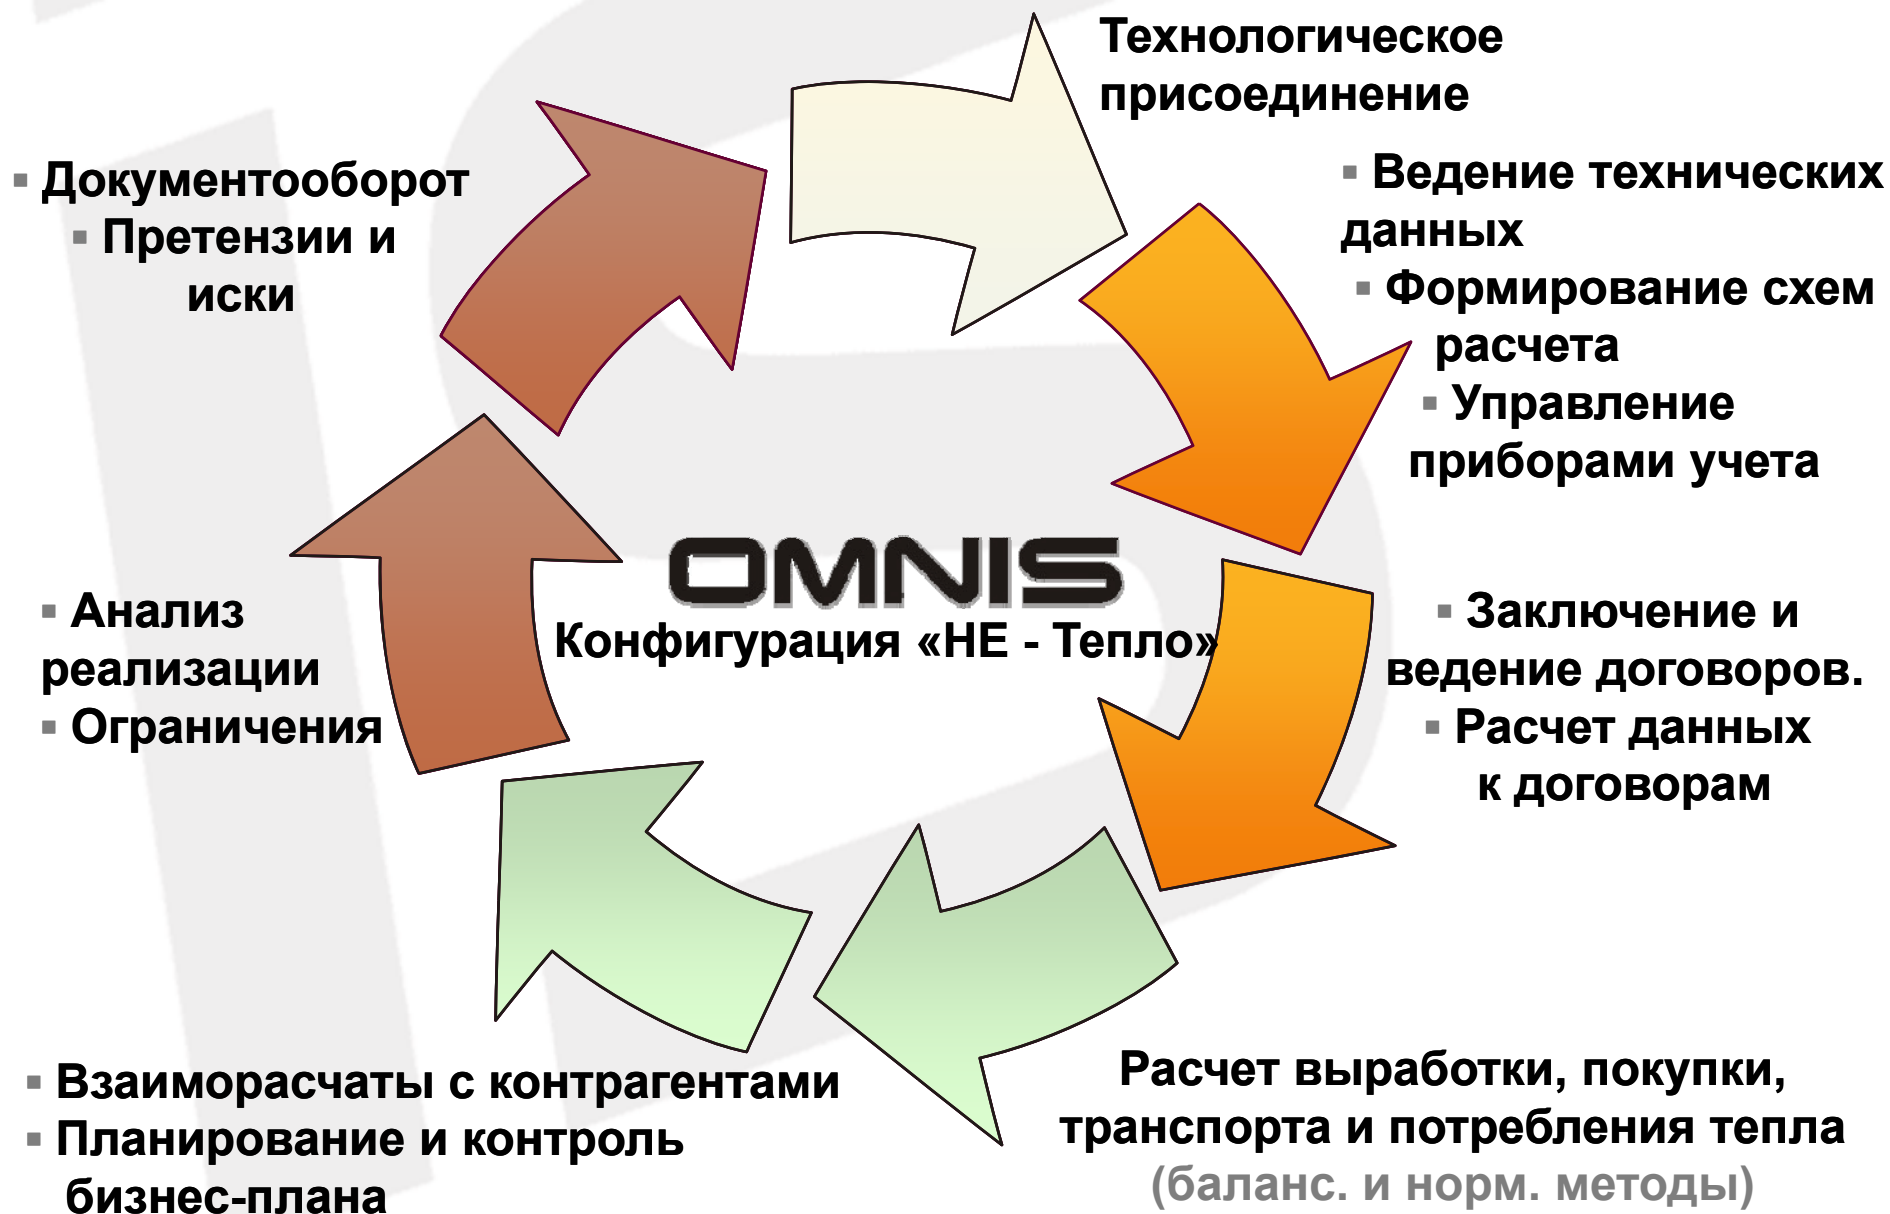 Технологическое
присоединение
▪ Ведение технических
данных
▪ Формирование схем
расчета
▪ Управление
приборами учета
▪ Заключение и
ведение договоров.
▪ Расчет данных
к договорам
Расчет выработки, покупки,
транспорта и потребления тепла
(баланс. и норм. методы)
▪ Взаиморасчаты с контрагентами
▪ Планирование и контроль
бизнес-плана
▪ Анализ
реализации
▪ Ограничения
▪ Документооборот
▪ Претензии и
иски
OMNIS
Конфигурация «НЕ - Тепло»